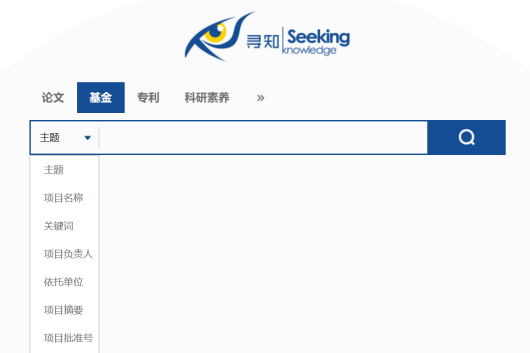 寻知 Seeking
knowledge
论文 基金 专利 科研素养 »
主题
主题
项目名称
关键词
项目负责人
依托单位
项目摘要
项目批准号